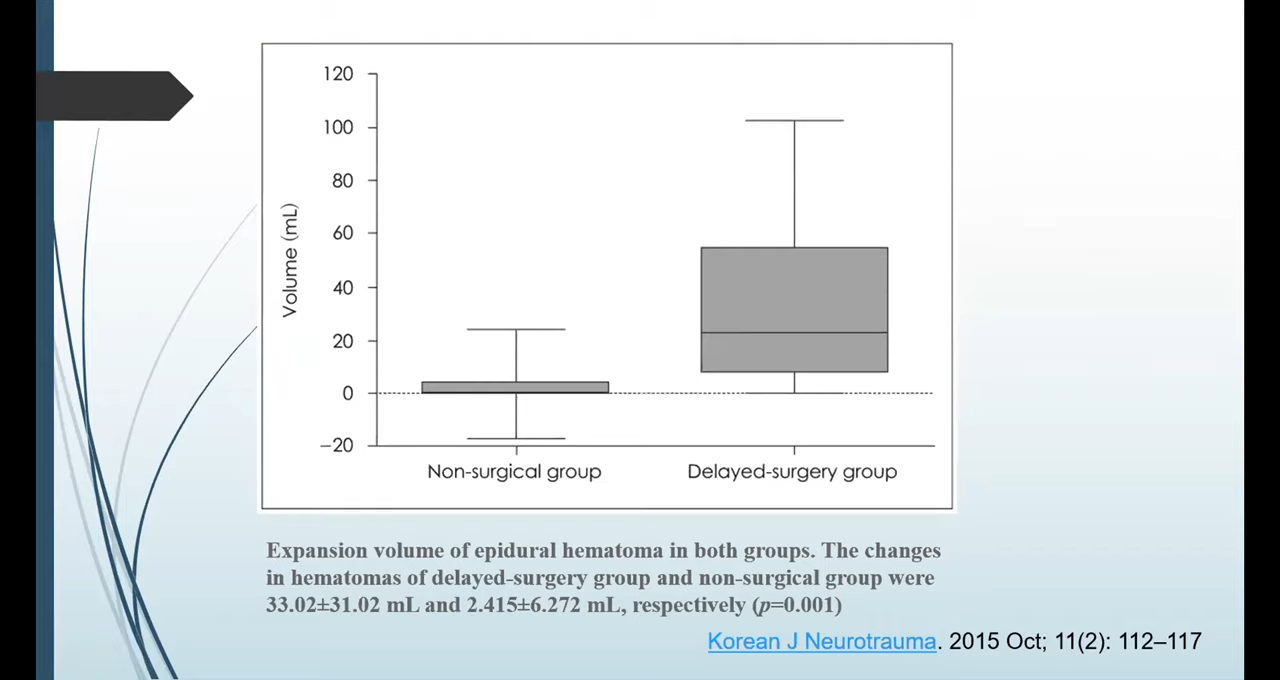 120
100
80
60
40
20
0
−20
Volume (mL)
Non-surgical group
Delayed-surgery group
Expansion volume of epidural hematoma in both groups. The changes
in hematomas of delayed-surgery group and non-surgical group were
33.02±31.02 mL and 2.415±6.272 mL, respectively (p=0.001)
Korean J Neurotrauma. 2015 Oct; 11(2): 112–117